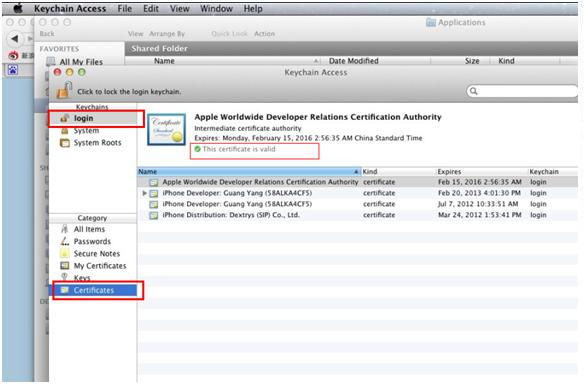 Keychain Access File Edit View Window Help
Applications
Back View Arrange By Quick Look Action
FAVORITES Shared Folder
All My Files Name Date Modified Size Kind
Keychain Access
Click to lock the login keychain.
Keychains
login
System
System Roots
Certificate
Standard
Apple Worldwide Developer Relations Certification Authority
Intermediate certificate authority
Expires: Monday, February 15, 2016 2:56:35 AM China Standard Time
This certificate is valid
Name Kind Expires Keychain
Apple Worldwide Developer Relations Certification Authority certificate Feb 15, 2016 2:56:35 AM login
iPhone Developer: Guang Yang (58ALKA4CF5) certificate Feb 20, 2013 4:01:30 PM login
iPhone Developer: Guang Yang (58ALKA4CF5) certificate Jul 7, 2012 10:33:51 AM login
iPhone Distribution: Dextrys (SIP) Co., Ltd. certificate Mar 24, 2012 1:53:41 PM login
Category
All Items
Passwords
Secure Notes
My Certificates
Keys
Certificates